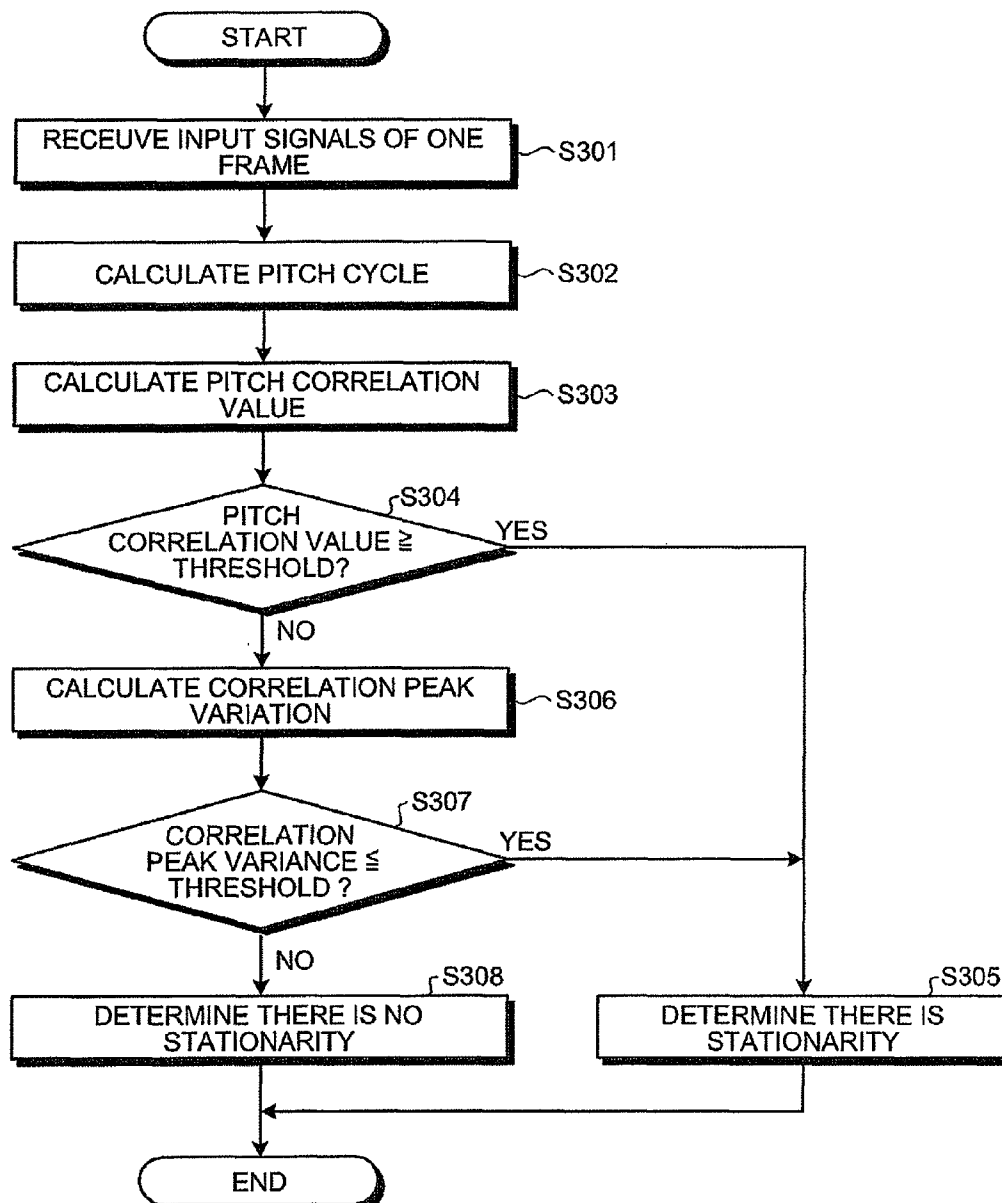 START
RECEUVE INPUT SIGNALS OF ONE
FRAME
S301
CALCULATE PITCH CYCLE
S302
CALCULATE PITCH CORRELATION
VALUE
S303
S304
PITCH
CORRELATION VALUE ≧
THRESHOLD?
YES
NO
CALCULATE CORRELATION PEAK
VARIATION
S306
S307
CORRELATION
PEAK VARIANCE ≦
THRESHOLD ?
YES
NO
S308
DETERMINE THERE IS NO
STATIONARITY
S305
DETERMINE THERE IS
STATIONARITY
END